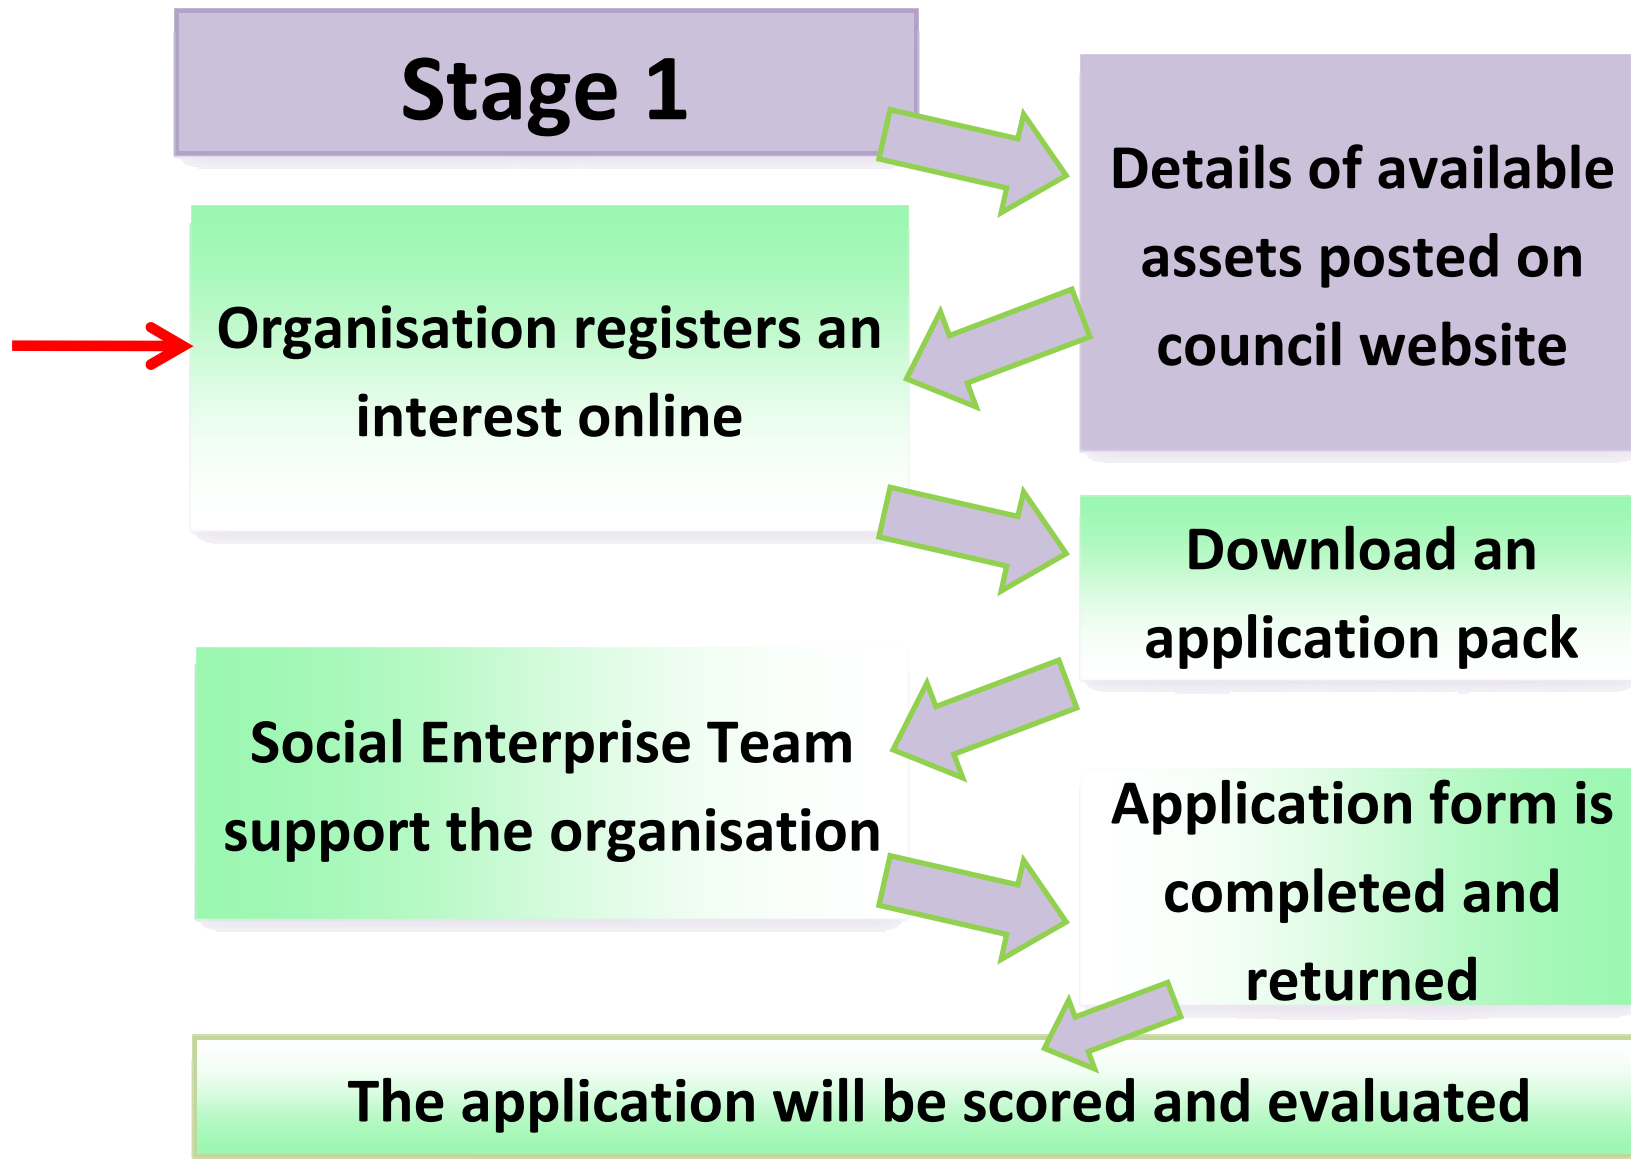 Stage 1
Details of available
assets posted on
council website
Organisation registers an
interest online
Download an
application pack
Social Enterprise Team
support the organisation
Application form is
completed and
returned
The application will be scored and evaluated